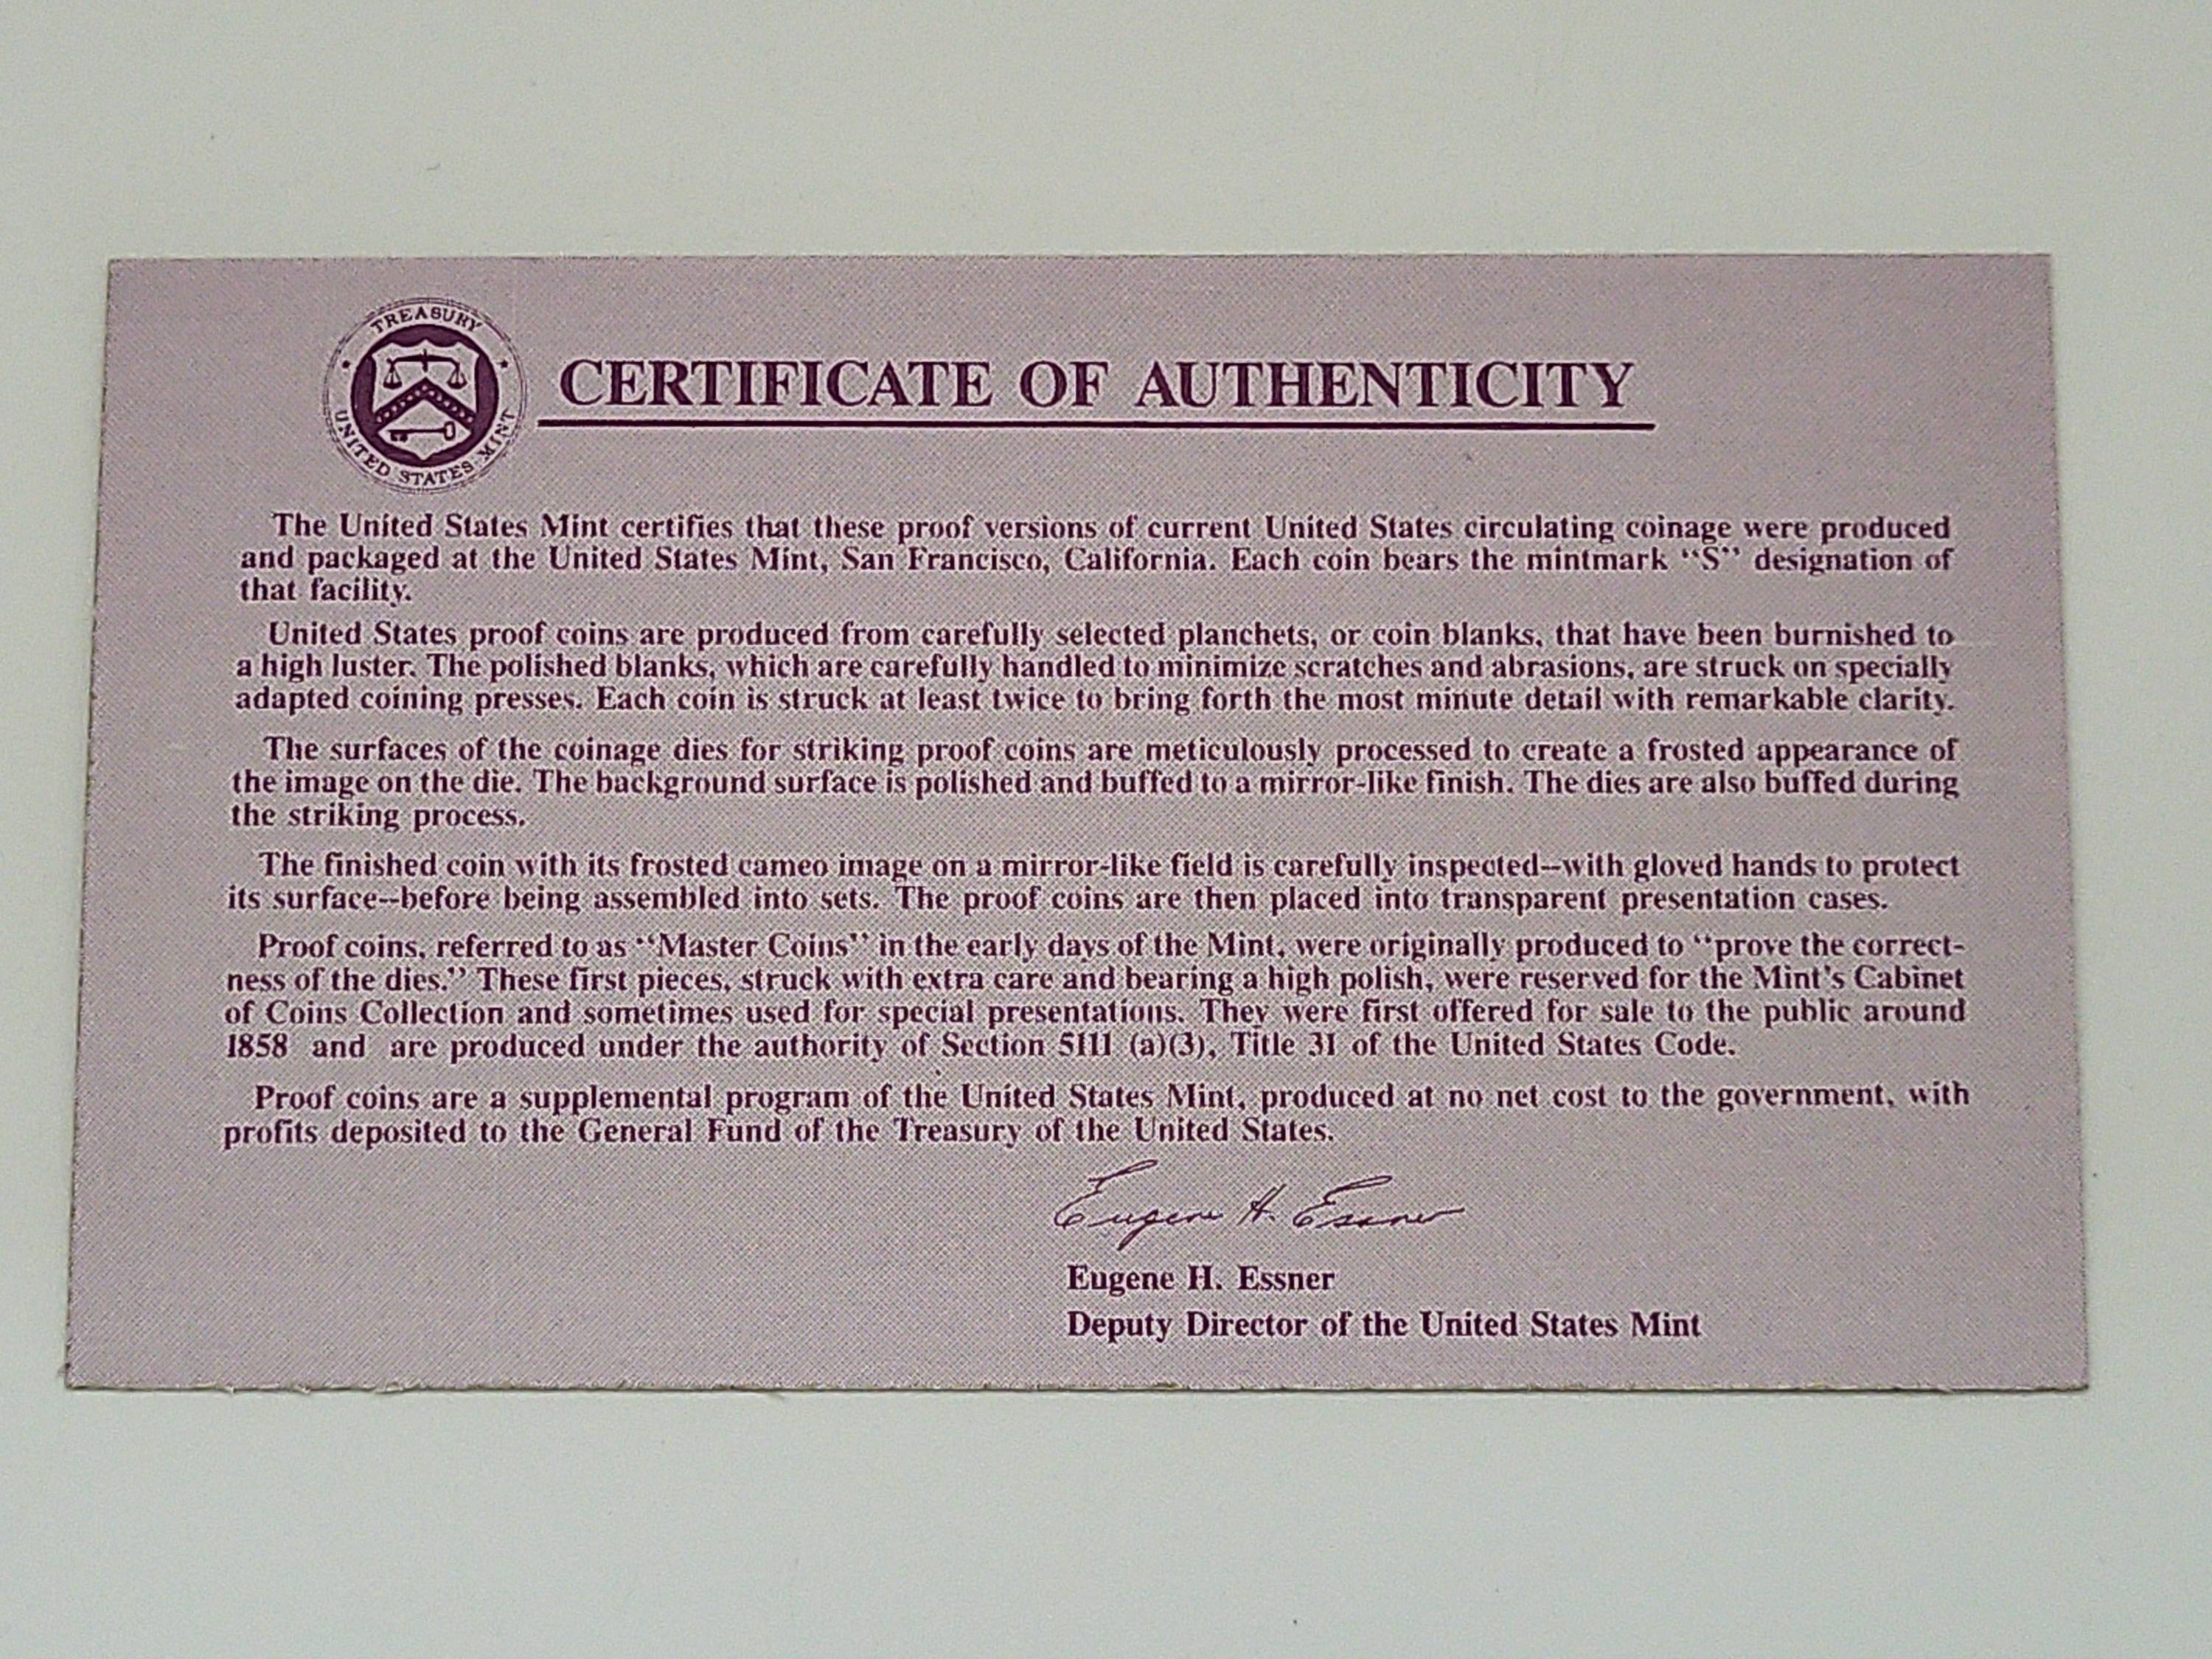 TREASURY
UNITED STATES MINT
CERTIFICATE OF AUTHENTICITY
The United States Mint certifies that these proof versions of current United States circulating coinage were produced
and packaged at the United States Mint, San Francisco, California. Each coin bears the mintmark “S” designation of
that facility.
United States proof coins are produced from carefully selected planchets, or coin blanks, that have been burnished to
a high luster. The polished blanks, which are carefully handled to minimize scratches and abrasions, are struck on specially
adapted coining presses. Each coin is struck at least twice to bring forth the most minute detail with remarkable clarity.
The surfaces of the coinage dies for striking proof coins are meticulously processed to create a frosted appearance of
the image on the die. The background surface is polished and buffed to a mirror-like finish. The dies are also buffed during
the striking process.
The finished coin with its frosted cameo image on a mirror-like field is carefully inspected--with gloved hands to protect
its surface--before being assembled into sets. The proof coins are then placed into transparent presentation cases.
Proof coins, referred to as “Master Coins” in the early days of the Mint, were originally produced to “prove the correct-
ness of the dies.” These first pieces, struck with extra care and bearing a high polish, were reserved for the Mint's Cabinet
of Coins Collection and sometimes used for special presentations. They were first offered for sale to the public around
1858 and are produced under the authority of Section 5111 (a)(3), Title 31 of the United States Code.
Proof coins are a supplemental program of the United States Mint, produced at no net cost to the government, with
profits deposited to the General Fund of the Treasury of the United States.
Eugene H. Essner
Eugene H. Essner
Deputy Director of the United States Mint